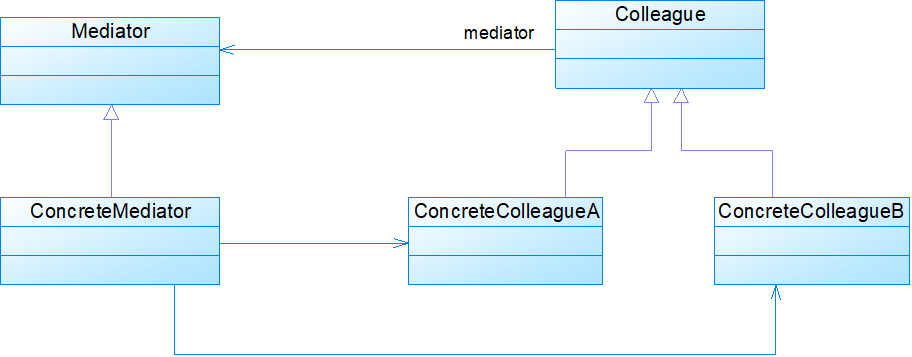 Colleague
Mediator
mediator
ConcreteMediator
ConcreteColleagueA
ConcreteColleagueB